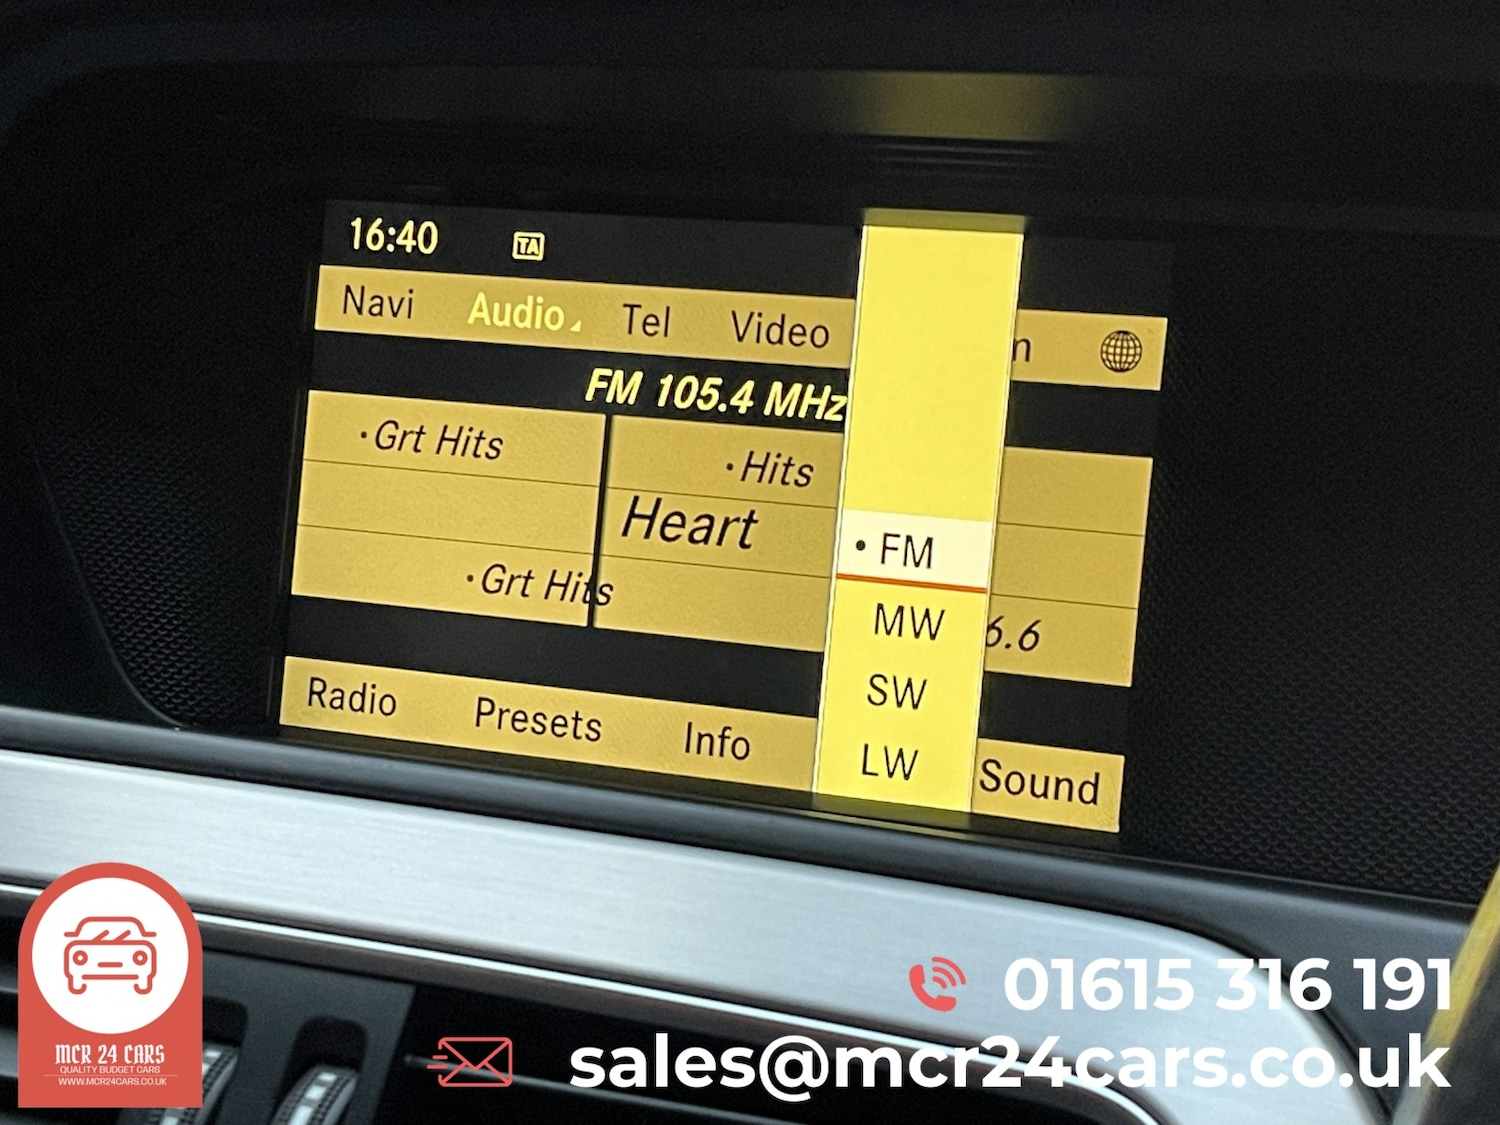 16:40 TA
Navi Audio Tel Video
FM 105.4 MHz
·Grt Hits ·Hits
Heart
·Grt Hits 6.6
• FM
MW
SW
LW
Radio Presets Info Sound
01615 316 191
sales@mcr24cars.co.uk
MCR 24 CARS
QUALITY BUDGET CARS
WWW.MCR24CARS.CO.UK